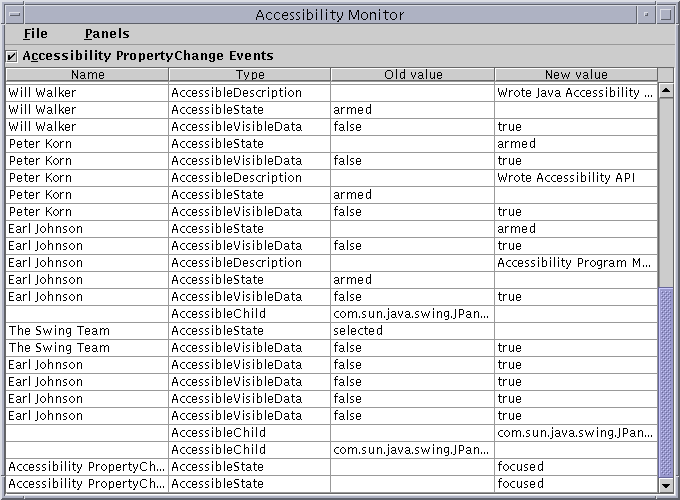 Accessibility Monitor
File Panels
Accessibility PropertyChange Events
Name Type Old value New value
Will Walker AccessibleDescription Wrote Java Accessibility ...
Will Walker AccessibleState armed
Will Walker AccessibleVisibleData false true
Peter Korn AccessibleState armed
Peter Korn AccessibleVisibleData false true
Peter Korn AccessibleDescription Wrote Accessibility API
Peter Korn AccessibleState armed
Peter Korn AccessibleVisibleData false true
Earl Johnson AccessibleState armed
Earl Johnson AccessibleVisibleData false true
Earl Johnson AccessibleDescription Accessibility Program M...
Earl Johnson AccessibleState armed
Earl Johnson AccessibleVisibleData false true
AccessibleChild com.sun.java.swing.JPan...
The Swing Team AccessibleState selected
The Swing Team AccessibleVisibleData false true
Earl Johnson AccessibleVisibleData false true
Earl Johnson AccessibleVisibleData false true
Earl Johnson AccessibleVisibleData false true
Earl Johnson AccessibleVisibleData false true
AccessibleChild com.sun.java.swing.JPan...
AccessibleChild com.sun.java.swing.JPan...
Accessibility PropertyCh... AccessibleState focused
Accessibility PropertyCh... AccessibleState focused